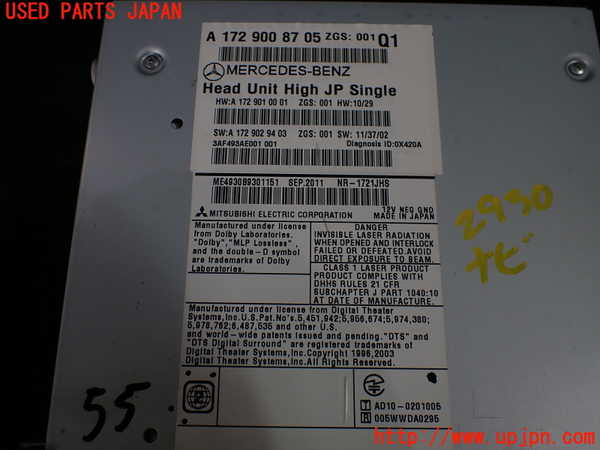 USED PARTS JAPAN
A 172 900 87 05 ZGS: 001 Q1
MERCEDES-BENZ
Head Unit High JP Single
HW:A 172 901 00 01 ZGS: 001 HW:10/29
SW:A 172 902 94 03 ZGS: 001 SW: 11/37/02
3AF493AE001 001 Diagnosis ID:0X420A
ME4930B9301151 SEP.2011 NR-1721JHS
MITSUBISHI ELECTRIC CORPORATION
12V NEG GND
MADE IN JAPAN
Manufactured under license
from Dolby Laboratories.
"Dolby","MLP Lossless",
and the double-D symbol
are trademarks of Dolby
Laboratories.
DANGER
INVISIBLE LASER RADIATION
WHEN OPENED AND INTERLOCK
FAILED OR DEFEATED.AVOID
DIRECT EXPOSURE TO BEAM.
CLASS 1 LASER PRODUCT
PRODUCT COMPLIES WITH
DHHS RULES 21 CFR
SUBCHAPTER J PART 1040:10
AT DATE OF MANUFACTURE.
Manufactured under license from Digital Theater
Systems,Inc.U.S.Pat.No's.5,451,942;5,956,674;5,974,380;
5,978,762;6,487,535 and other U.S.
and world-wide patents issued and pending."DTS" and
"DTS Digital Surround" are registered trademarks of
Digital Theater Systems,Inc.Copyright 1996,2003
Digital Theater Systems,Inc.All Rights Reserved.
T AD10-0201005
R 005WWDA0295
2930
ナビ
55
http://www.upjpn.com/